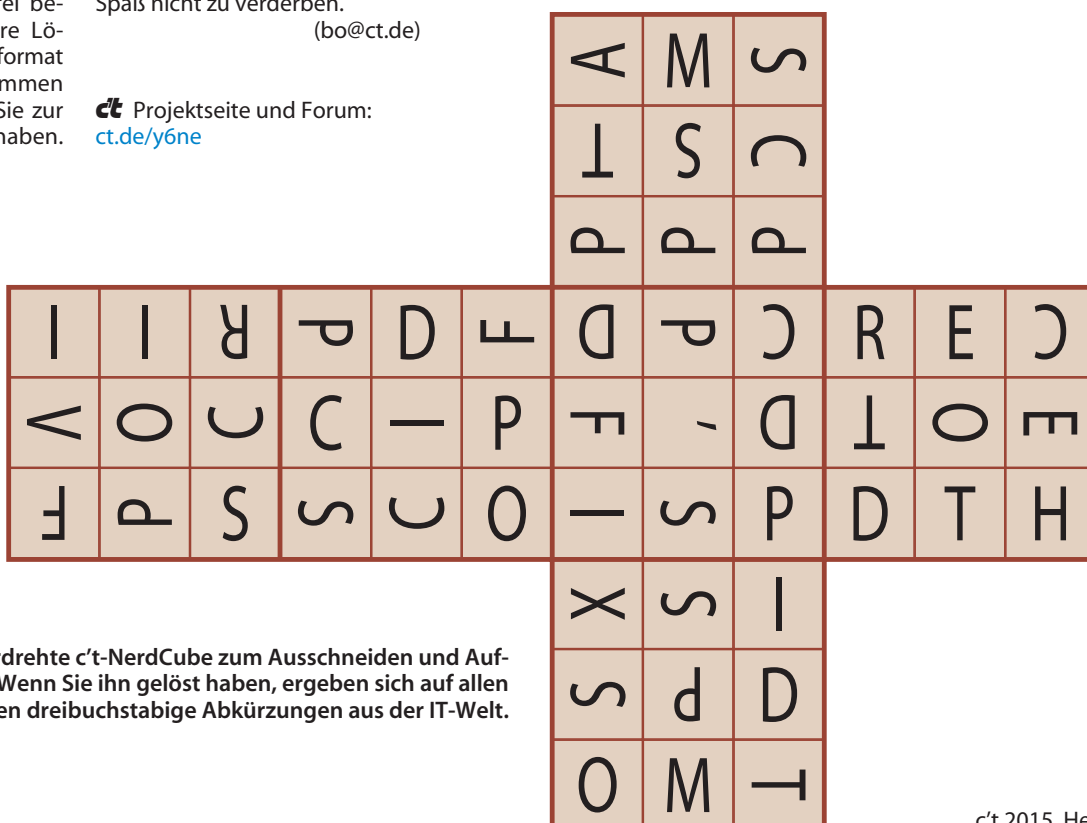 rei be-
re Lö-
format
mmen
Sie zur
haben.
Spaß nicht zu verderben.
(bo@ct.de)
c't Projektseite und Forum:
ct.de/y6ne
A M S
T S C
P P P
I I R P D F D P C R E C
V O C C I P F ' D T O E
F P S S C O I S P D T H
X S I
S P D
O M T
rdrehte c't-NerdCube zum Ausschneiden und Auf-
Wenn Sie ihn gelöst haben, ergeben sich auf allen
en dreibuchstabige Abkürzungen aus der IT-Welt.
c't 2015, He